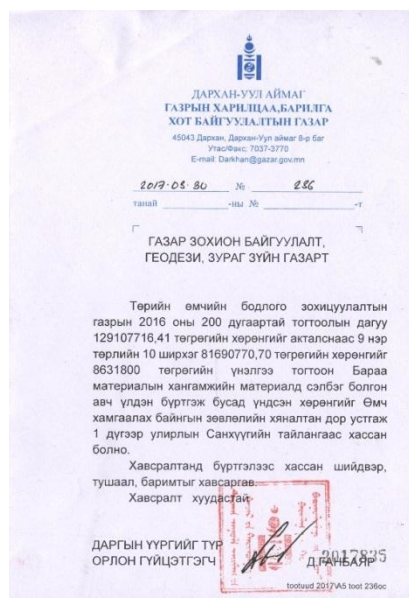 ДАРХАН-УУЛ АЙМАГ
ГАЗРЫН ХАРИЛЦАА,БАРИЛГА
ХОТ БАЙГУУЛАЛТЫН ГАЗАР
45043 Дархан, Дархан-Уул аймаг 8-р баг
Утас/Факс: 7037-3770
E-mail: Darkhan@gazar.gov.mn
2017-03-30 № 286
танай -ны № -т
ГАЗАР ЗОХИОН БАЙГУУЛАЛТ,
ГЕОДЕЗИ, ЗУРАГ ЗҮЙН ГАЗАРТ
Төрийн өмчийн бодлого зохицуулалтын
газрын 2016 оны 200 дугаартай тогтоолын дагуу
129107716,41 төгрөгийн хөрөнгийг акталснаас 9 нэр
төрлийн 10 ширхэг 81690770,70 төгрөгийн хөрөнгийг
8631800 төгрөгийн үнэлгээ тогтоон Бараа
материалын хангамжийн материалд сэлбэг болгон
авч үлдэн бүртгэж бусад үндсэн хөрөнгийг Өмч
хамгаалах байнгын зөвлөлийн хяналтан дор устгаж
1 дүгээр улирлын Санхүүгийн тайлангаас хассан
болно.
Хавсралтанд бүртгэлээс хассан шийдвэр,
тушаал, баримтыг хавсаргав.
Хавсралт хуудастай
ДАРГЫН ҮҮРГИЙГ ТҮР
ОРЛОН ГҮЙЦЭТГЭГЧ Д.ГАНБАЯР
2017835
tootuud 2017\A5 toot 236oc